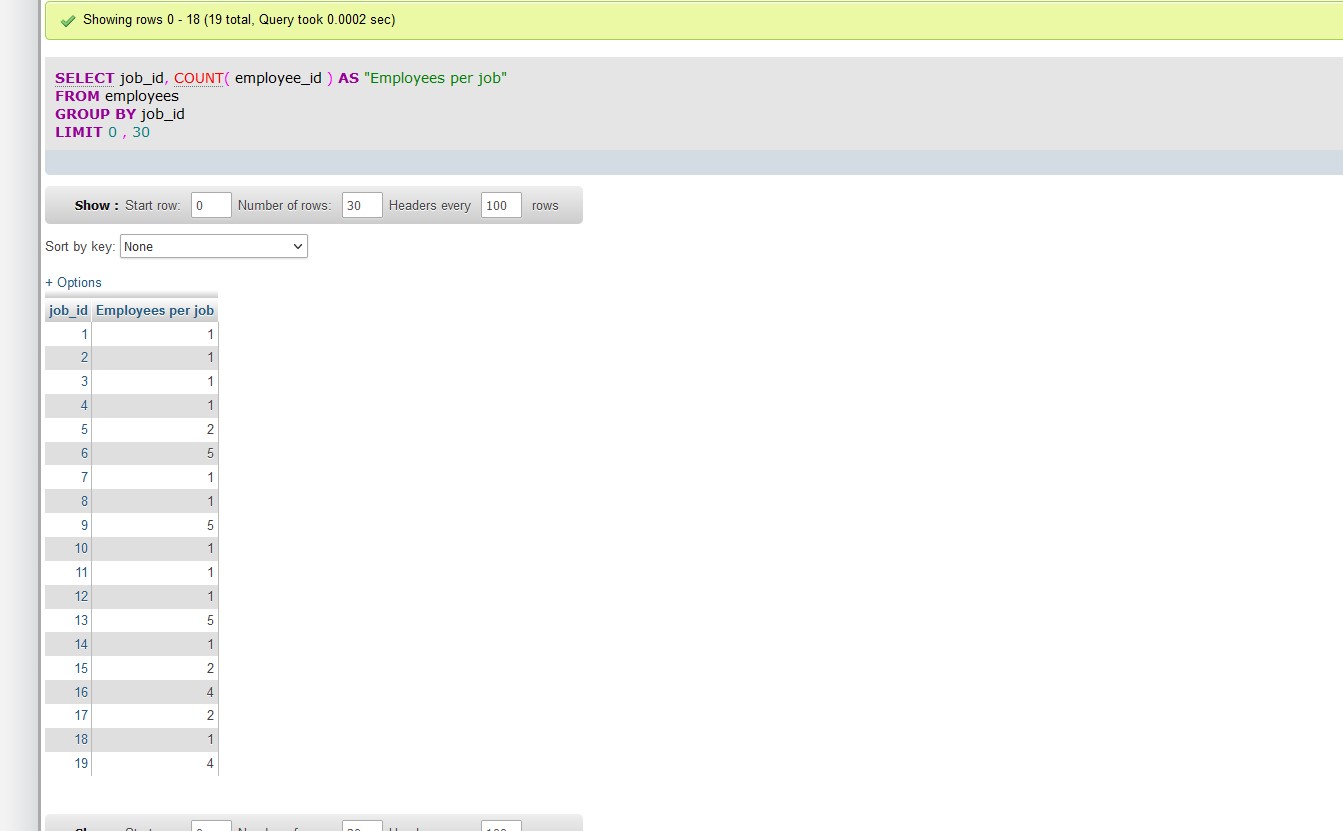 Showing rows 0 - 18 (19 total, Query took 0.0002 sec)
SELECT job_id, COUNT( employee_id ) AS "Employees per job"
FROM employees
GROUP BY job_id
LIMIT 0 , 30
Show : Start row: 0 Number of rows: 30 Headers every 100 rows
Sort by key: None
+ Options
job_id Employees per job
1 1
2 1
3 1
4 1
5 2
6 5
7 1
8 1
9 5
10 1
11 1
12 1
13 5
14 1
15 2
16 4
17 2
18 1
19 4